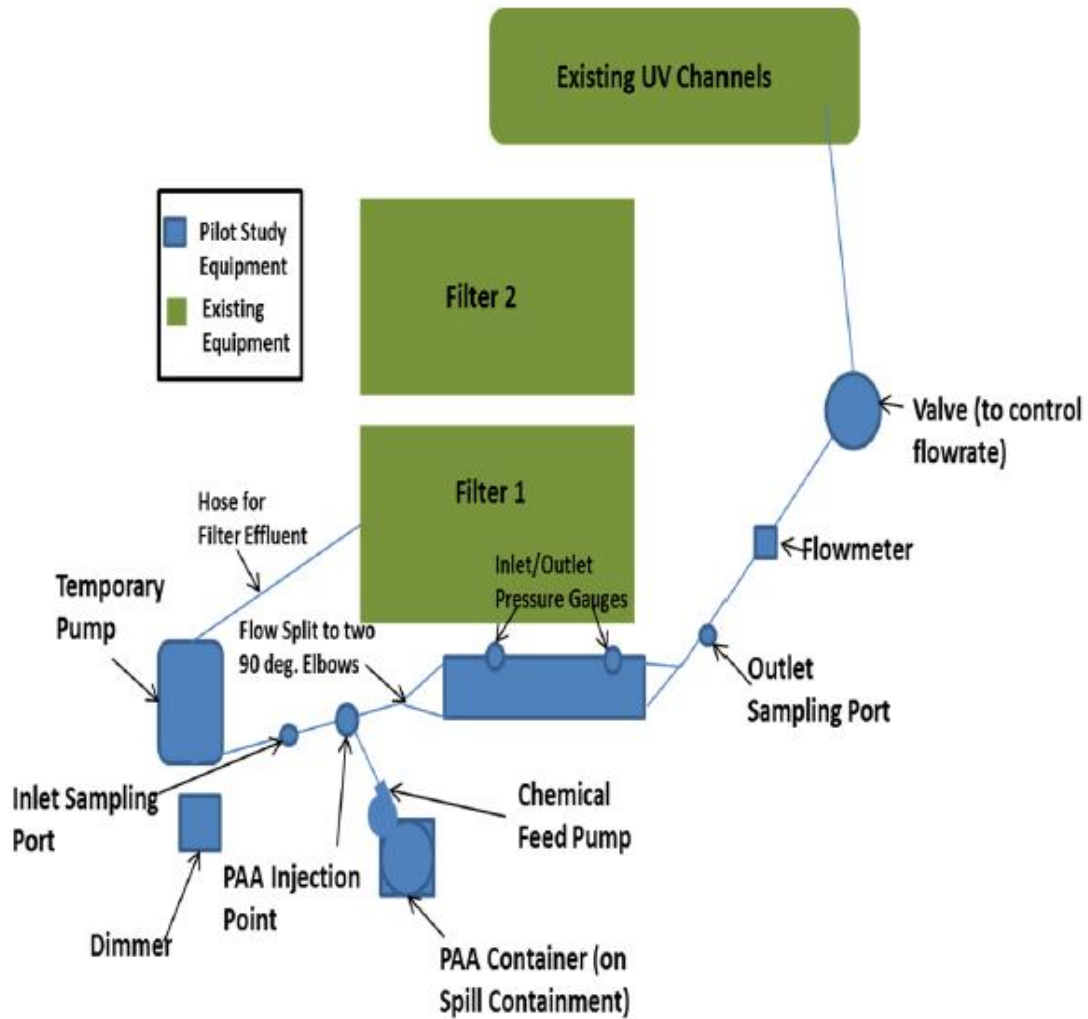 Existing UV Channels
Pilot Study
Equipment
Existing
Equipment
Filter 2
Valve (to control
flowrate)
Filter 1
Hose for
Filter Effluent
Flowmeter
Inlet/Outlet
Pressure Gauges
Temporary
Pump
Flow Split to two
90 deg. Elbows
Outlet
Sampling Port
Inlet Sampling
Port
Chemical
Feed Pump
PAA Injection
Point
Dimmer
PAA Container (on
Spill Containment)